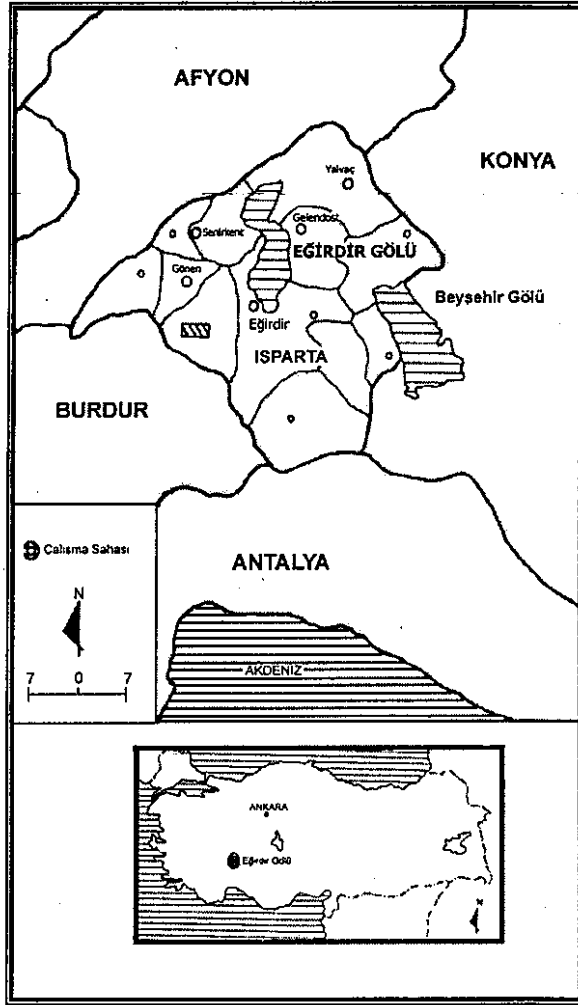 AFYON
KONYA
Yalvaç
Senirkent
Gelendost
EĞİRDİR GÖLÜ
Gönen
Beyşehir Gölü
Eğirdir
ISPARTA
BURDUR
Çalışma Sahası
ANTALYA
N
7 0 7
AKDENİZ
ANKARA
Eğirdir Gölü
N